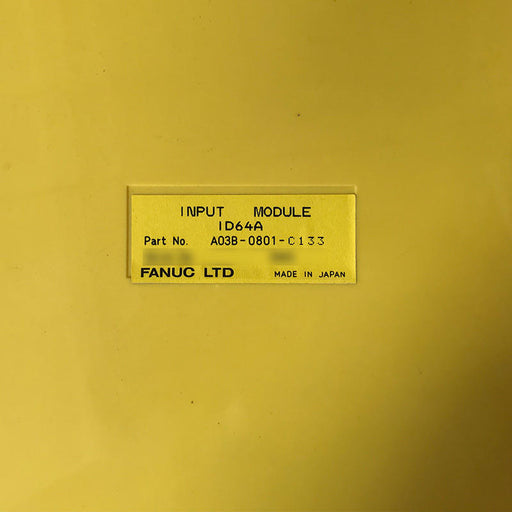 INPUT MODULE
ID64A
Part No. A03B-0801-C133
FANUC LTD MADE IN JAPAN